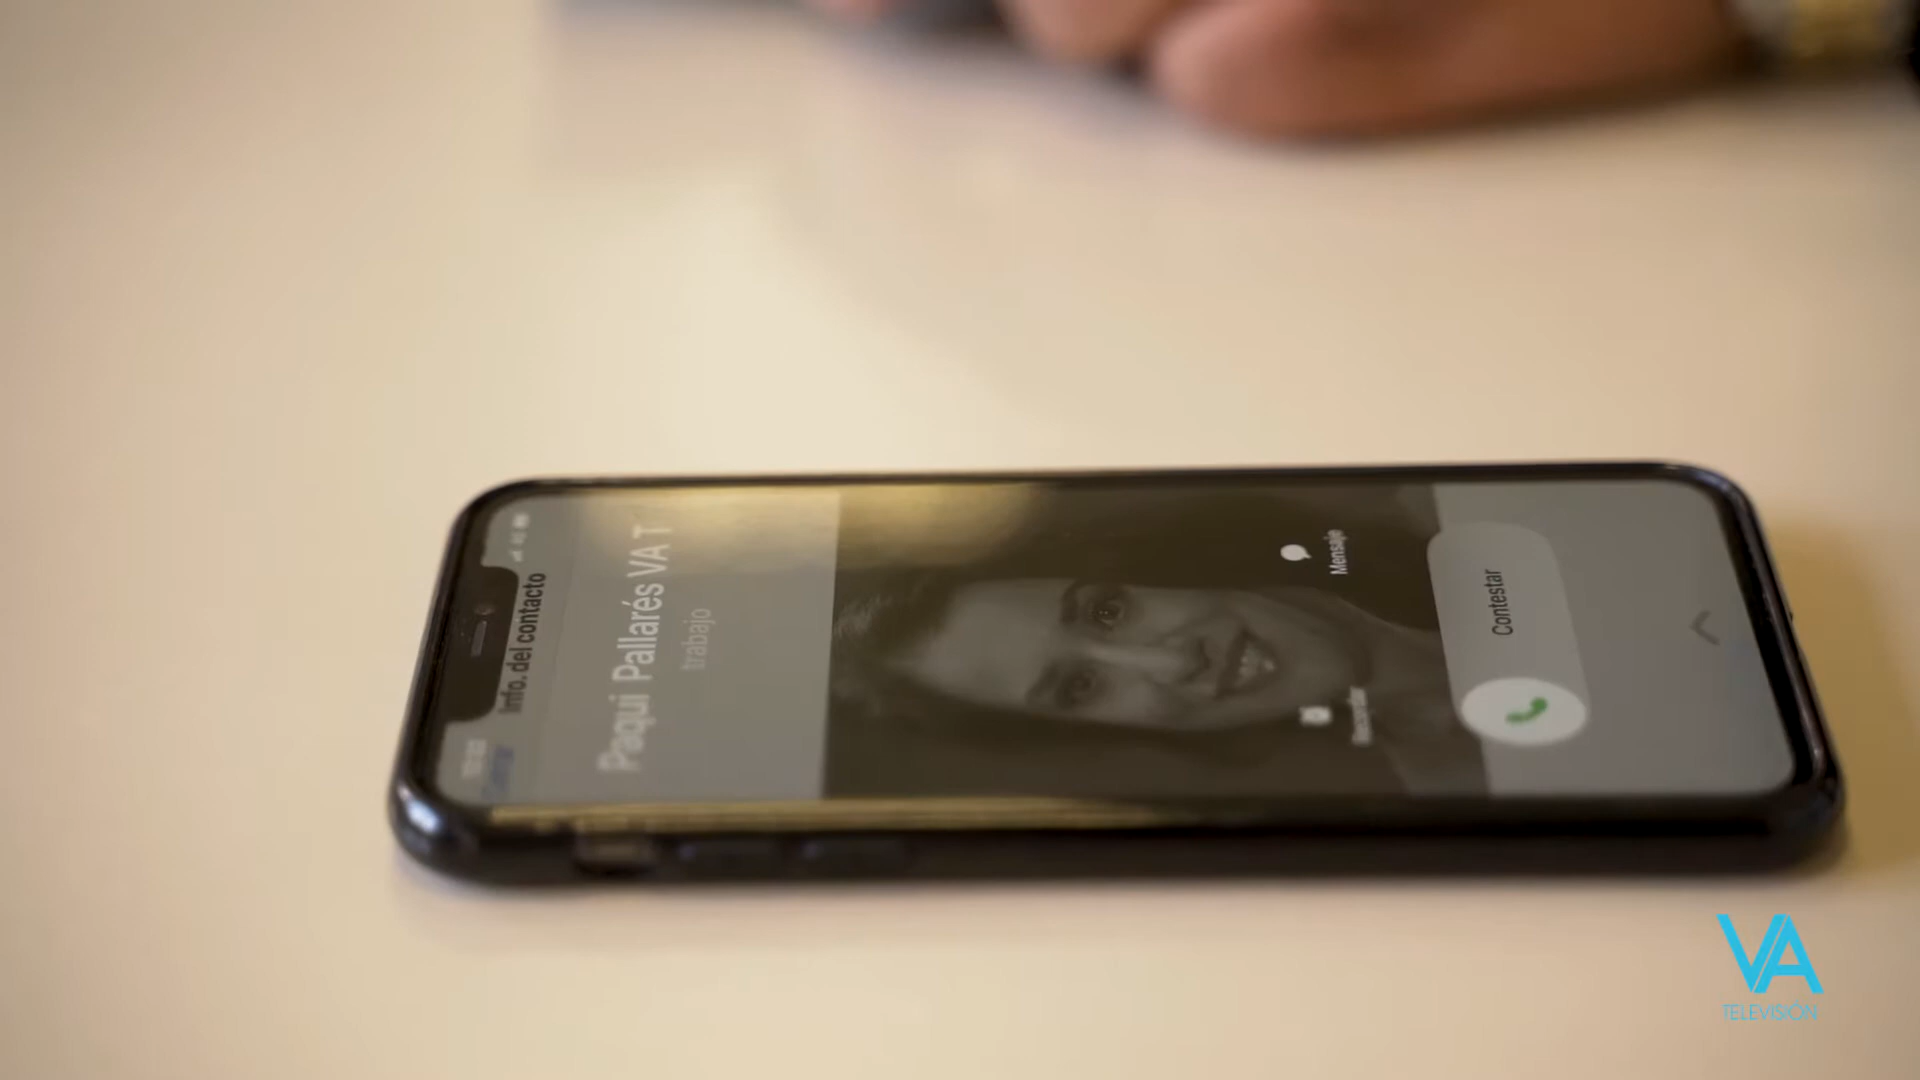 Info. del contacto
Paqui Pallarés VA T
trabajo
Mensaje
Contestar
VA
TELEVISIÓN